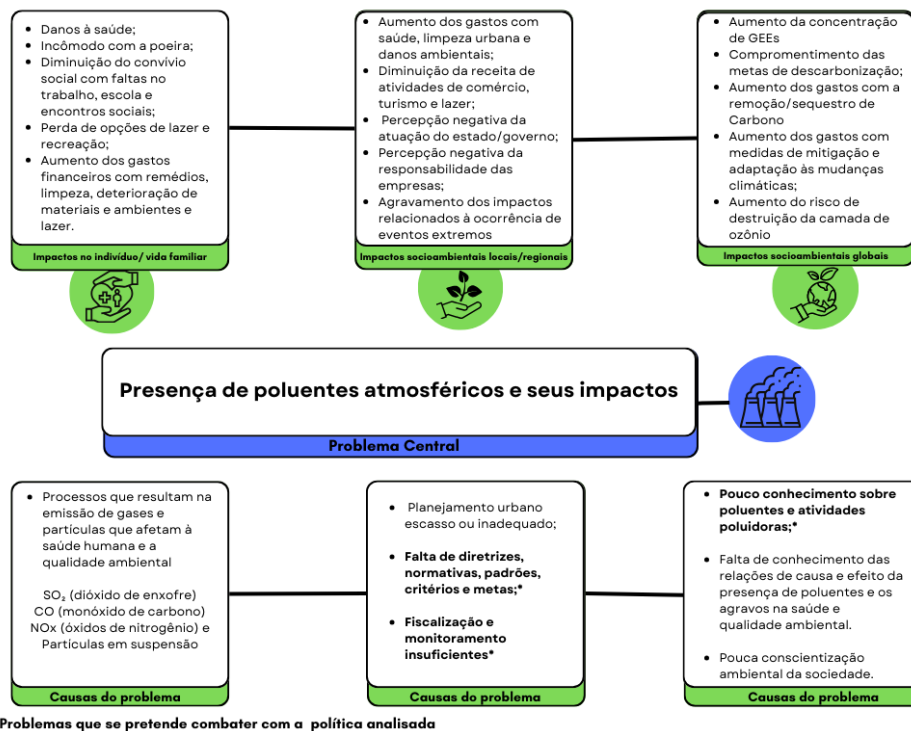 Danos à saúde;
Incômodo com a poeira;
Diminuição do convívio
social com faltas no
trabalho, escola e
encontros sociais;
Perda de opções de lazer e
recreação;
Aumento dos gastos
financeiros com remédios,
limpeza, deterioração de
materiais e ambientes e
lazer.
Impactos no indivíduo/ vida familiar
Aumento dos gastos com
saúde, limpeza urbana e
danos ambientais;
Diminuição da receita de
atividades de comércio,
turismo e lazer;
Percepção negativa da
atuação do estado/governo;
Percepção negativa da
responsabilidade das
empresas;
Agravamento dos impactos
relacionados à ocorrência de
eventos extremos
Impactos socioambientais locais/regionais
Aumento da concentração
de GEEs
Comprometimento das
metas de descarbonização;
Aumento dos gastos com a
remoção/sequestro de
Carbono
Aumento dos gastos com
medidas de mitigação e
adaptação às mudanças
climáticas;
Aumento do risco de
destruição da camada de
ozônio
Impactos socioambientais globais
Presença de poluentes atmosféricos e seus impactos
Problema Central
Processos que resultam na
emissão de gases e
partículas que afetam à
saúde humana e a
qualidade ambiental
SO₂ (dióxido de enxofre)
CO (monóxido de carbono)
NOx (óxidos de nitrogênio) e
Partículas em suspensão
Causas do problema
Planejamento urbano
escasso ou inadequado;
Falta de diretrizes,
normativas, padrões,
critérios e metas;*
Fiscalização e
monitoramento
insuficientes*
Causas do problema
Pouco conhecimento sobre
poluentes e atividades
poluidoras;*
Falta de conhecimento das
relações de causa e efeito da
presença de poluentes e os
agravos na saúde e
qualidade ambiental.
Pouca conscientização
ambiental da sociedade.
Causas do problema
Problemas que se pretende combater com a política analisada